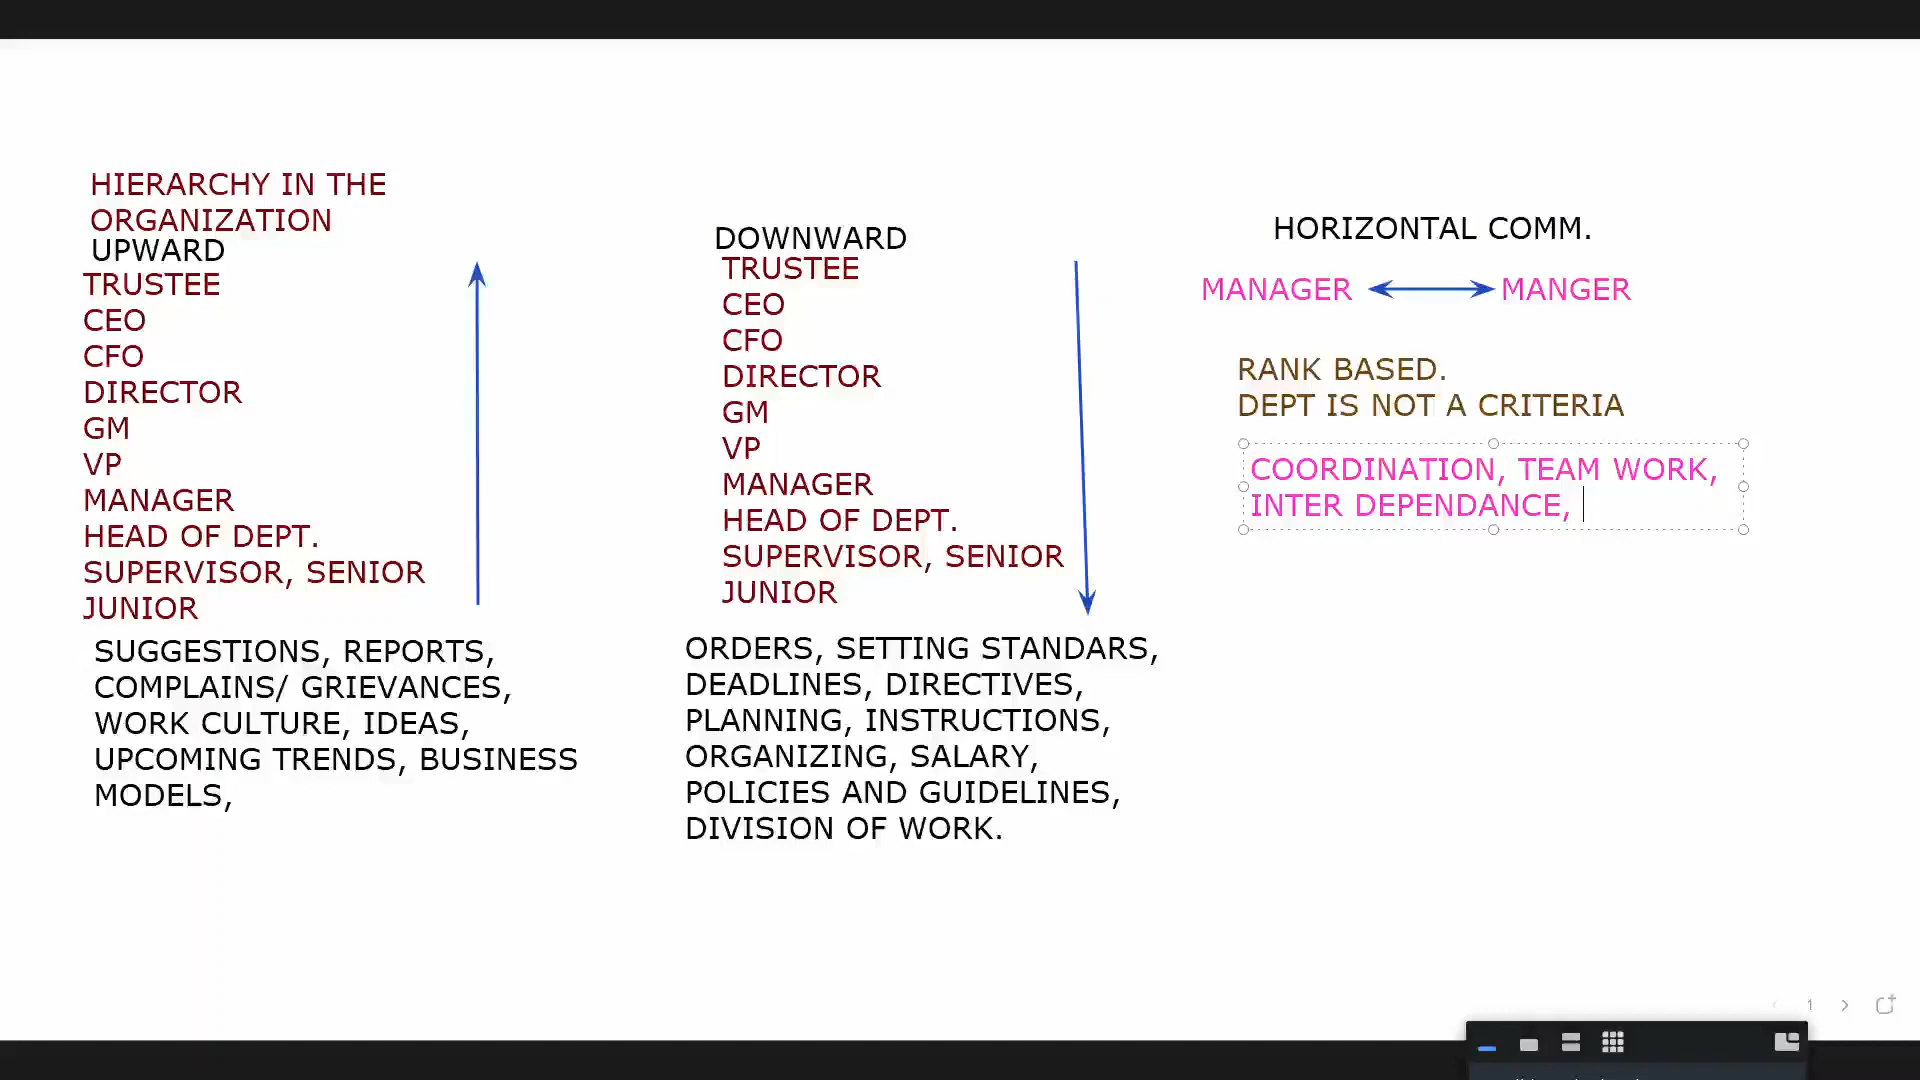 HIERARCHY IN THE
ORGANIZATION
UPWARD
TRUSTEE
CEO
CFO
DIRECTOR
GM
VP
MANAGER
HEAD OF DEPT.
SUPERVISOR, SENIOR
JUNIOR
SUGGESTIONS, REPORTS,
COMPLAINS/ GRIEVANCES,
WORK CULTURE, IDEAS,
UPCOMING TRENDS, BUSINESS
MODELS,
DOWNWARD
TRUSTEE
CEO
CFO
DIRECTOR
GM
VP
MANAGER
HEAD OF DEPT.
SUPERVISOR, SENIOR
JUNIOR
ORDERS, SETTING STANDARS,
DEADLINES, DIRECTIVES,
PLANNING, INSTRUCTIONS,
ORGANIZING, SALARY,
POLICIES AND GUIDELINES,
DIVISION OF WORK.
HORIZONTAL COMM.
MANAGER MANGER
RANK BASED.
DEPT IS NOT A CRITERIA
COORDINATION, TEAM WORK,
INTER DEPENDANCE,
1